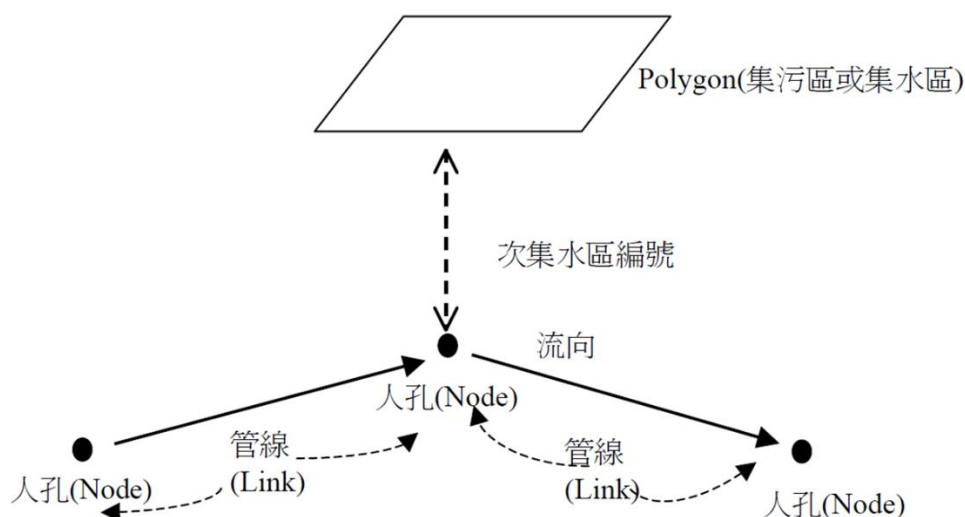 Polygon(集污區或集水區)
次集水區編號
流向
人孔(Node)
管線
(Link)
管線
(Link)
人孔(Node)
人孔(Node)